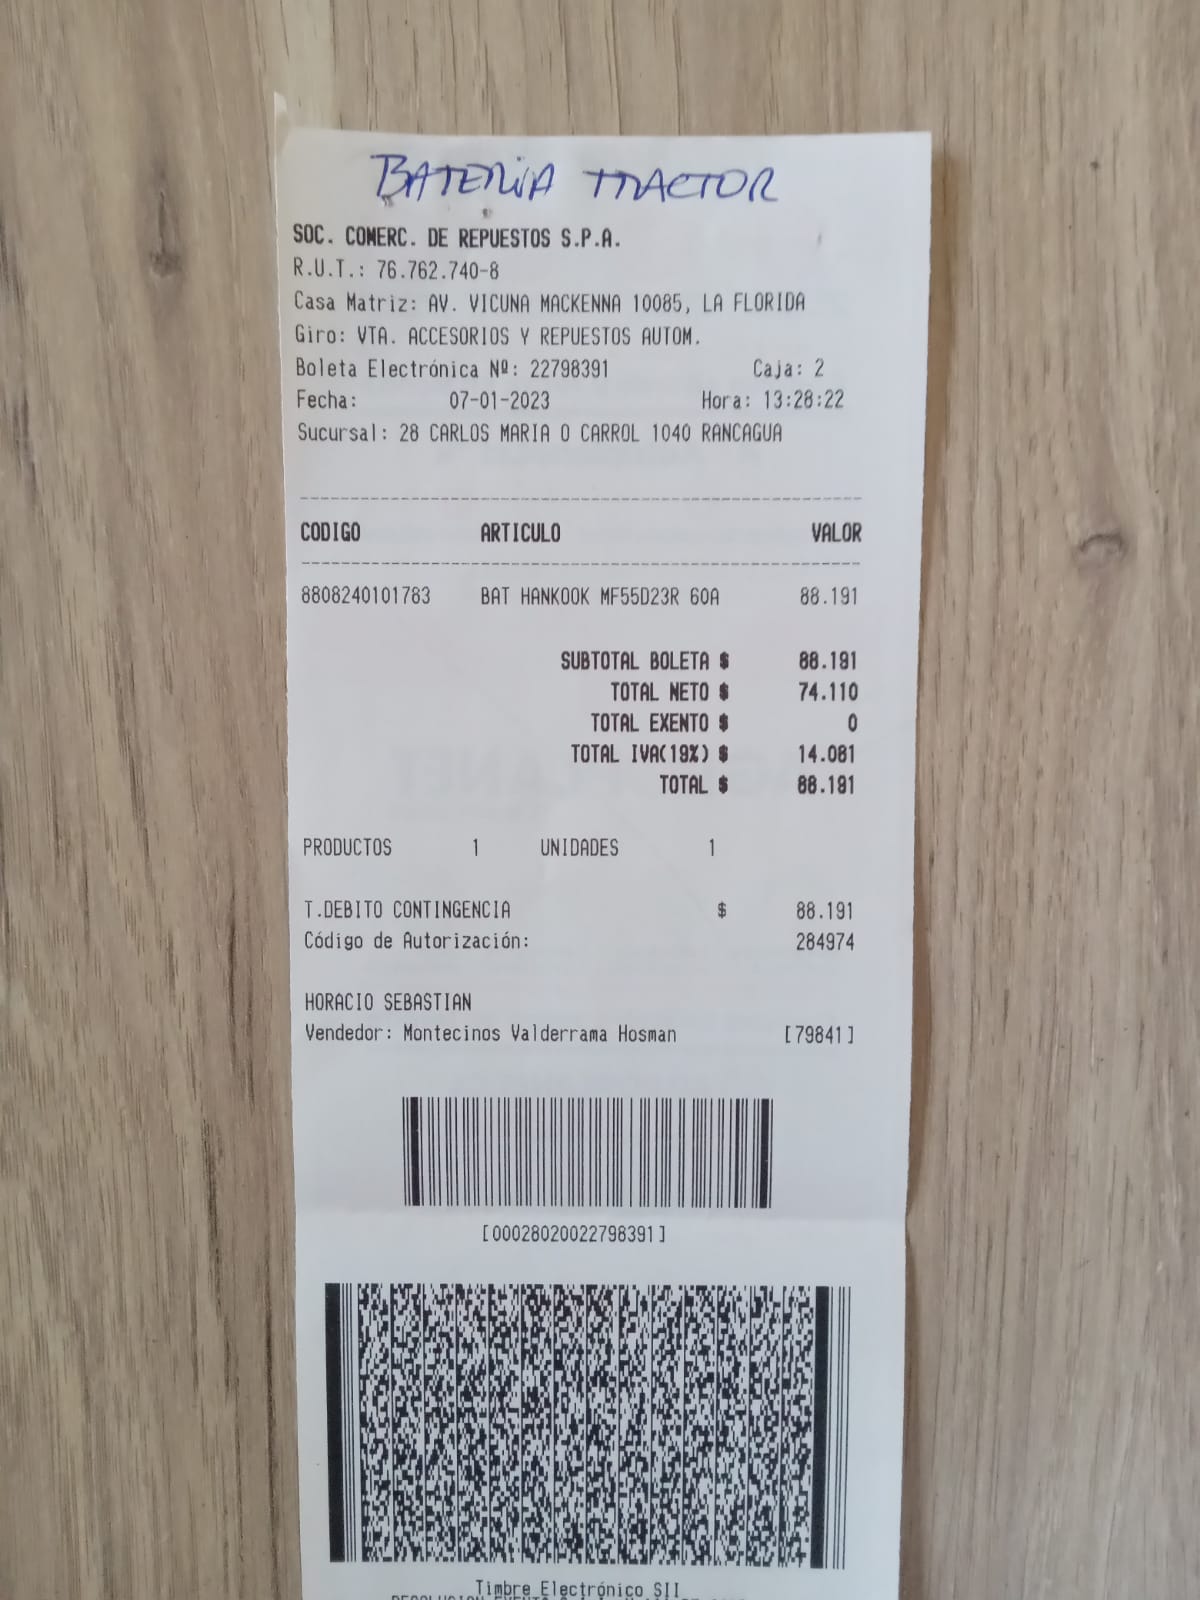 BATERIA TRACTOR
SOC. COMERC. DE REPUESTOS S.P.A.
R.U.T.: 76.762.740-8
Casa Matriz: AV. VICUNA MACKENNA 10085, LA FLORIDA
Giro: VTA. ACCESORIOS Y REPUESTOS AUTOM.
Boleta Electrónica Nº: 22798391 Caja: 2
Fecha: 07-01-2023 Hora: 13:28:22
Sucursal: 28 CARLOS MARIA O CARROL 1040 RANCAGUA
CODIGO ARTICULO VALOR
8808240101783 BAT HANKOOK MF55D23R 60A 88.191
SUBTOTAL BOLETA $ 88.191
TOTAL NETO $ 74.110
TOTAL EXENTO $ 0
TOTAL IVA(19%) $ 14.081
TOTAL $ 88.191
PRODUCTOS 1 UNIDADES 1
T.DEBITO CONTINGENCIA $ 88.191
Código de Autorización: 284974
HORACIO SEBASTIAN
Vendedor: Montecinos Valderrama Hosman [79841]
[00028020022798391]
Timbre Electrónico SII